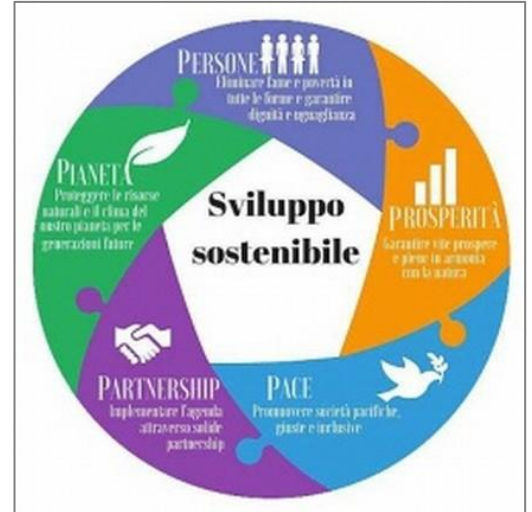 PERSONE
Eliminare fame e povertà in
tutte le forme e garantire
dignità e uguaglianza
PIANETA
Proteggere le risorse
naturali e il clima del
nostro pianeta per le
generazioni future
Sviluppo
sostenibile
PROSPERITÀ
Garantire vite prospere
e piene in armonia
con la natura
PARTNERSHIP
Implementare l'agenda
attraverso solide
partnership
PACE
Promuovere società pacifiche,
giuste e inclusive